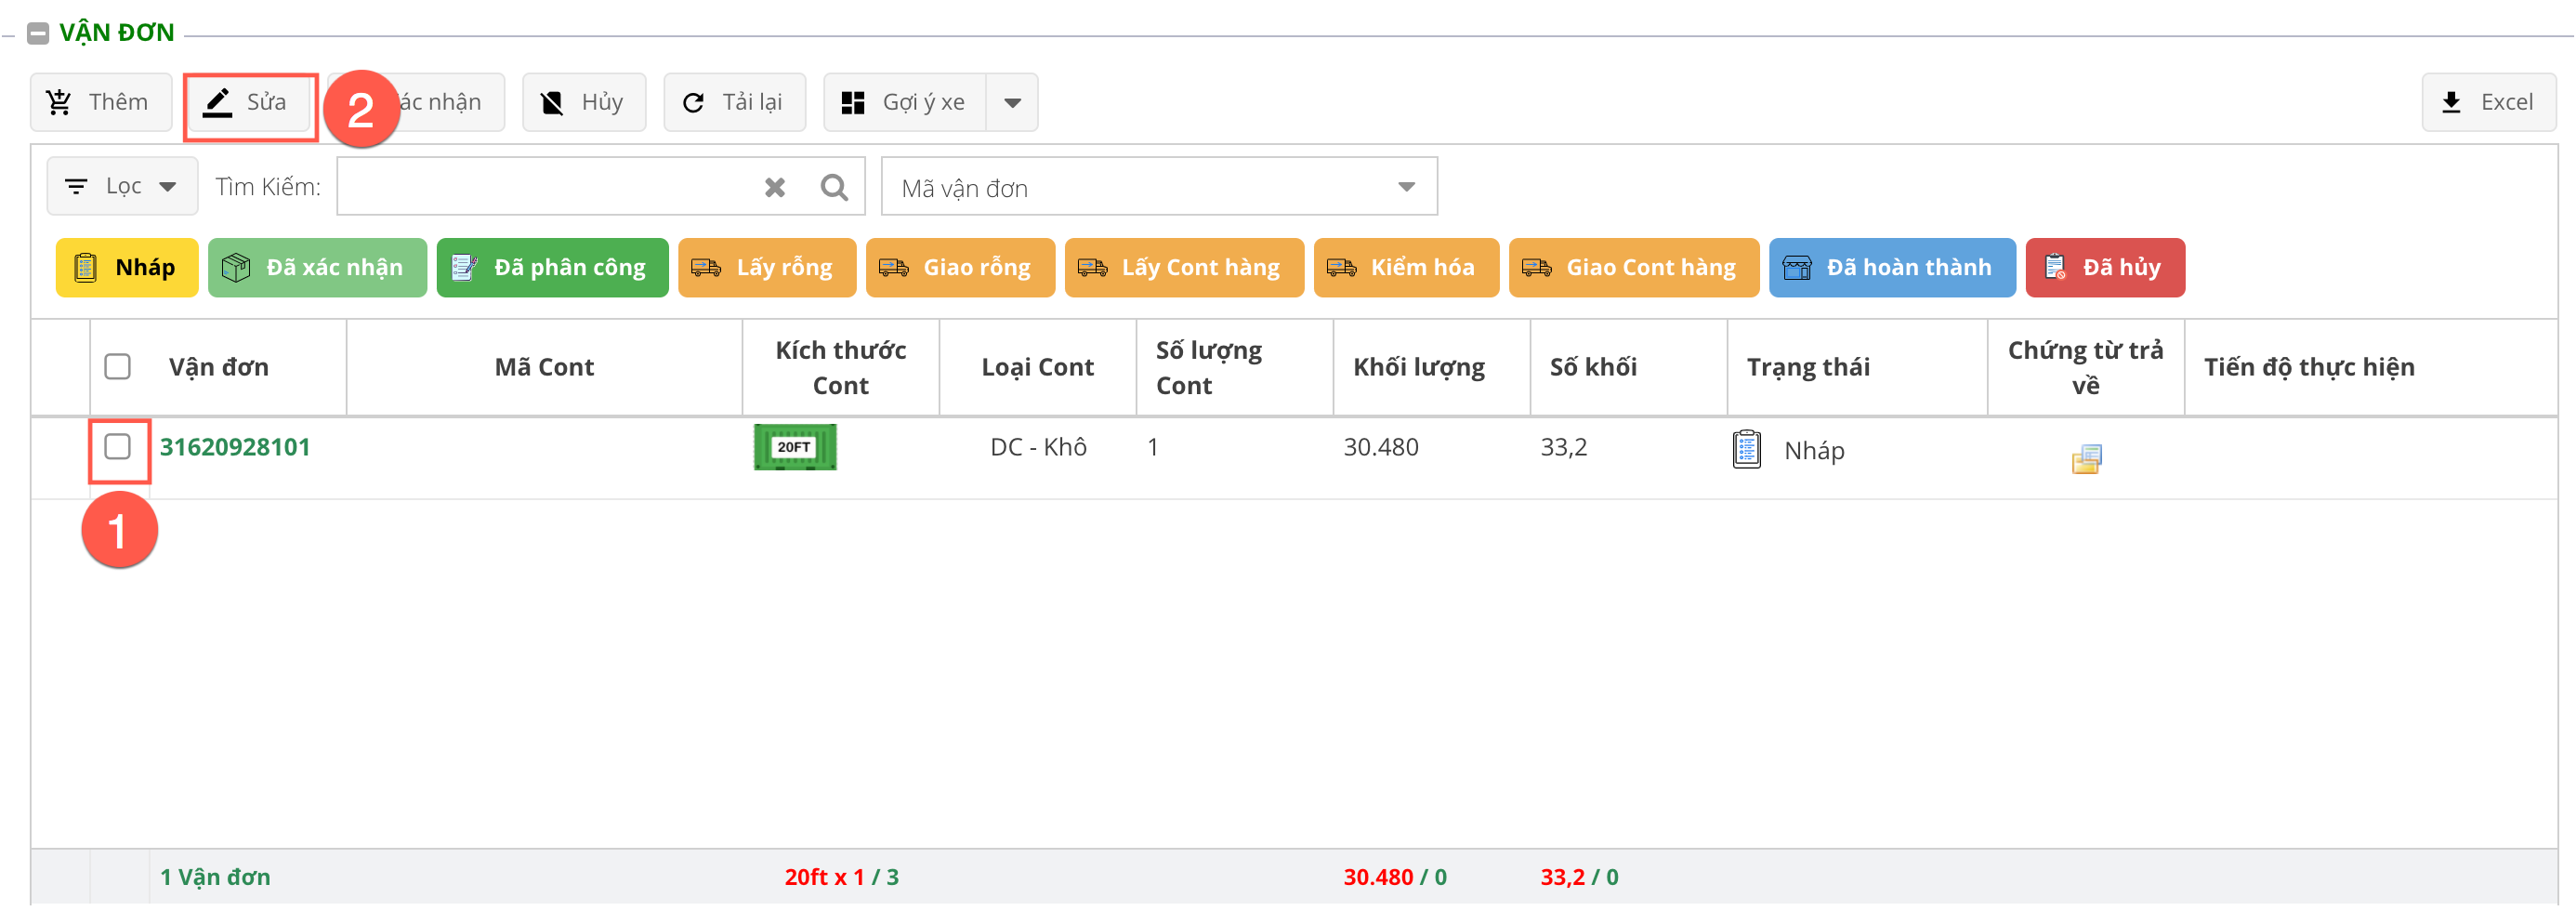 VẬN ĐƠN
Thêm Sửa 2 ác nhận Hủy Tải lại Gợi ý xe Excel
Lọc Tìm Kiếm: Mã vận đơn
Nháp Đã xác nhận Đã phân công Lấy rỗng Giao rỗng Lấy Cont hàng Kiểm hóa Giao Cont hàng Đã hoàn thành Đã hủy
Vận đơn Mã Cont Kích thước Cont Loại Cont Số lượng Cont Khối lượng Số khối Trạng thái Chứng từ trả về Tiến độ thực hiện
31620928101 20FT DC - Khô 1 30.480 33,2 Nháp
1
1 Vận đơn 20ft x 1 / 3 30.480 / 0 33,2 / 0